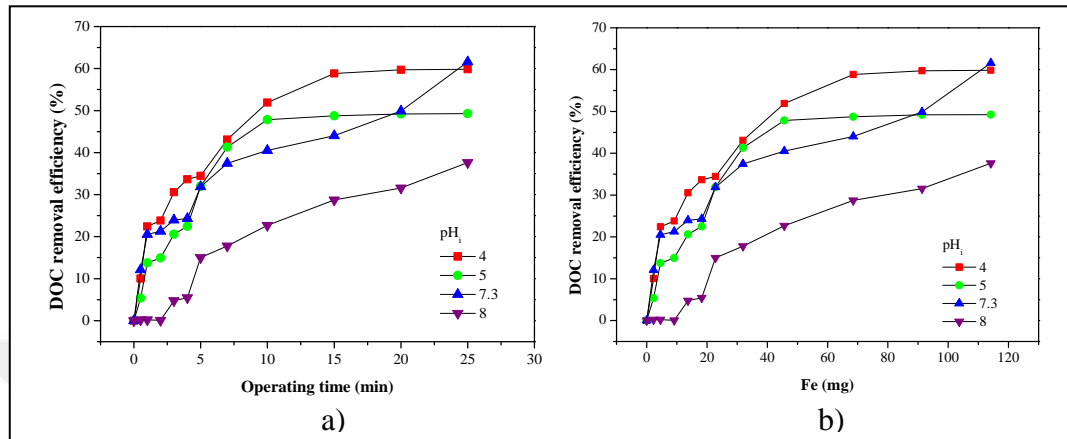 70
60
50
40
30
20
10
0
DOC removal efficiency (%)
pHi
4
5
7.3
8
0 5 10 15 20 25 30
Operating time (min)
a)
70
60
50
40
30
20
10
0
DOC removal efficiency (%)
pHi
4
5
7.3
8
0 20 40 60 80 100 120
Fe (mg)
b)